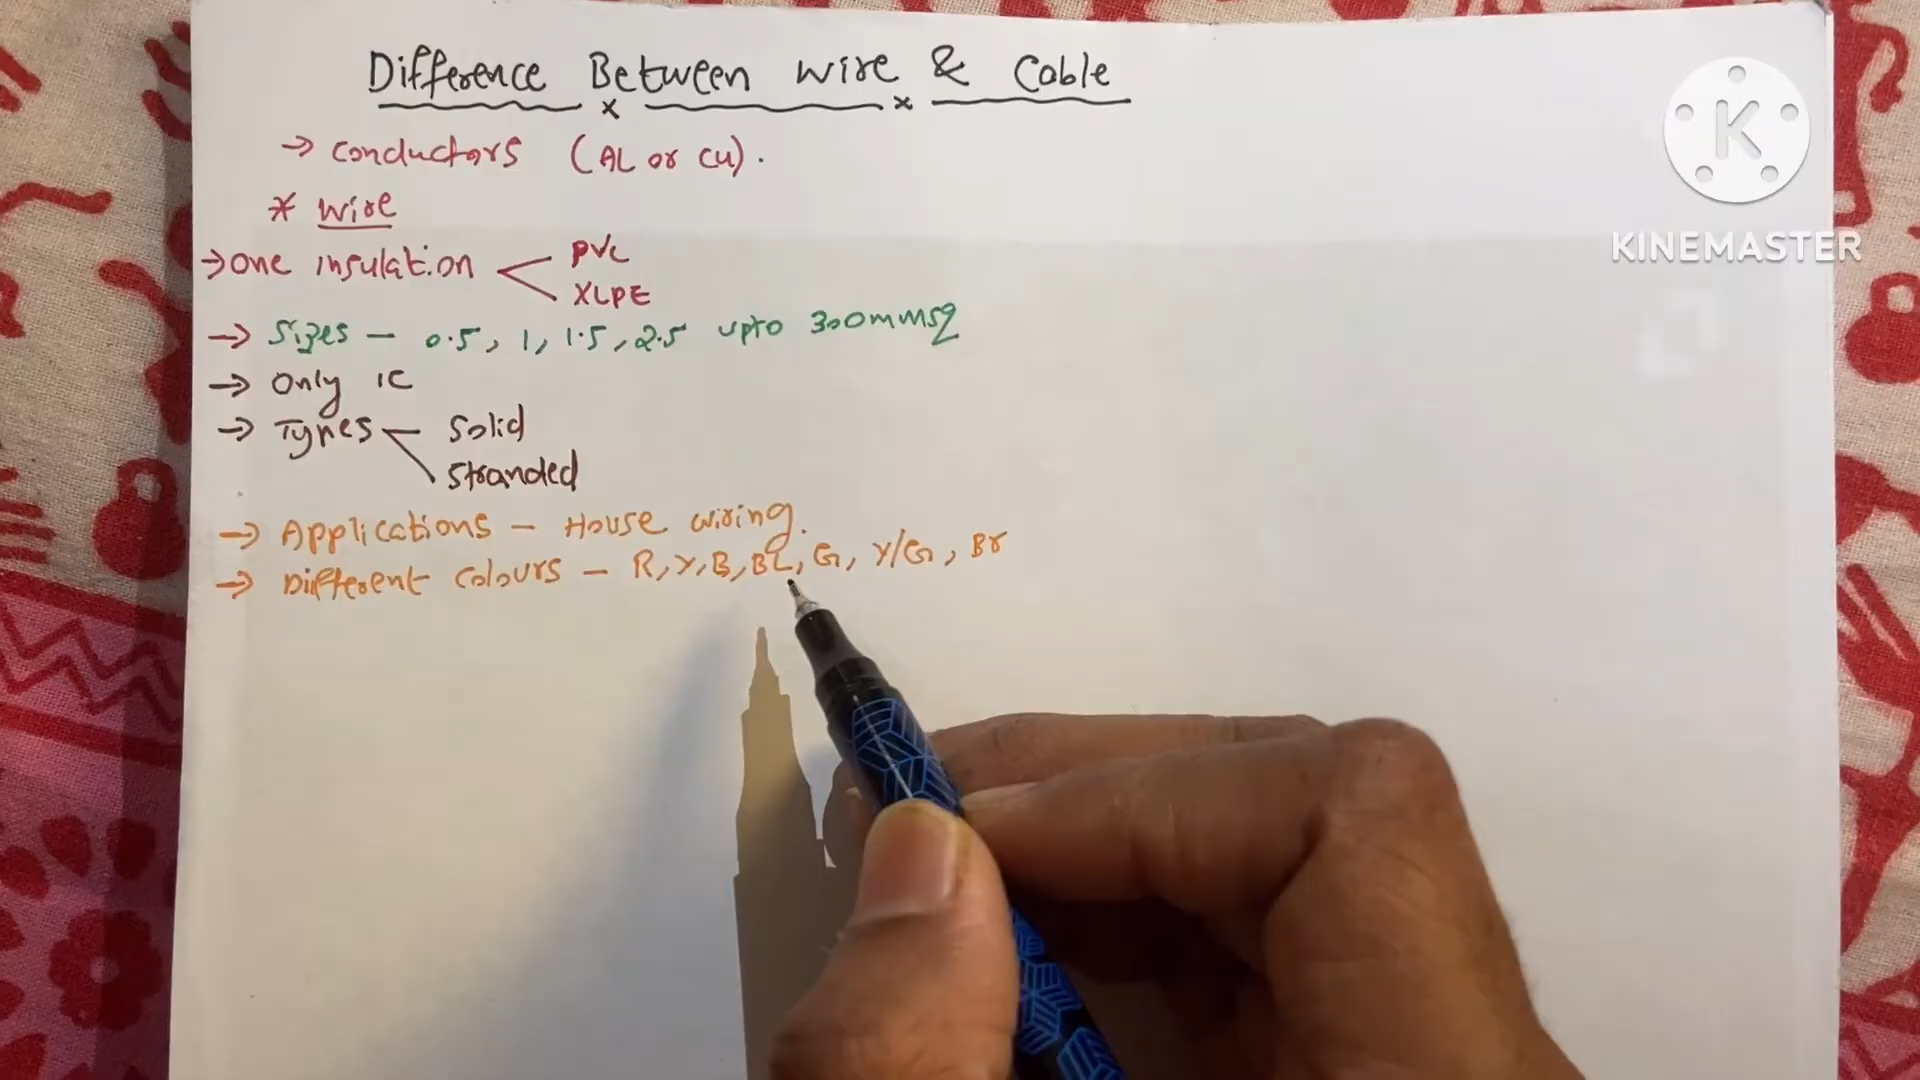 Difference Between Wire & Cable
→ Conductors (AL or CU).
* Wire
→ One insulation
PVC
XLPE
→ Sizes - 0.5, 1, 1.5, 2.5 upto 300mmsq
→ Only 1C
→ Types
Solid
Stranded
→ Applications - House wiring.
→ Different Colours - R, Y, B, BL, G, Y/G, Br
K
KINEMASTER